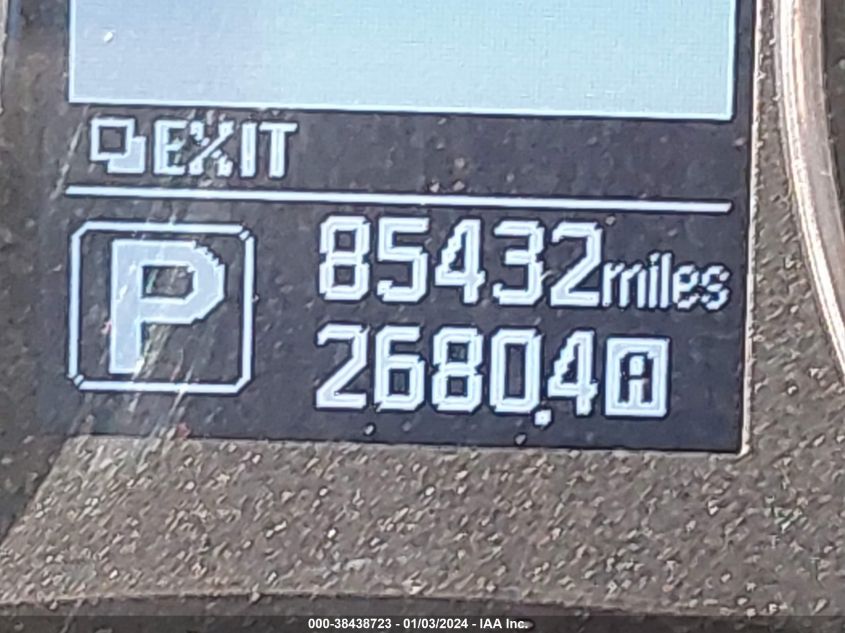 EXIT
P
85432miles
2680.4A
000-38438723 - 01/03/2024 - IAA Inc.